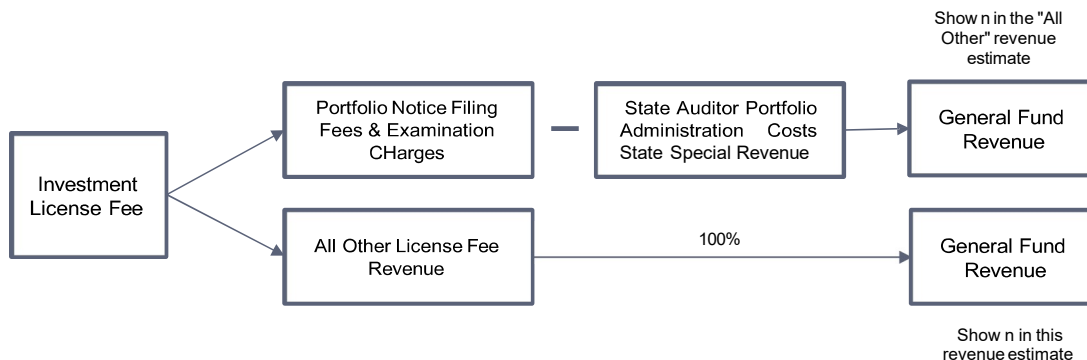 Show n in the "All
Other" revenue
estimate
Portfolio Notice Filing
Fees & Examination
CHarges
State Auditor Portfolio
Administration Costs
State Special Revenue
General Fund
Revenue
Investment
License Fee
All Other License Fee
Revenue
100%
General Fund
Revenue
Show n in this
revenue estimate